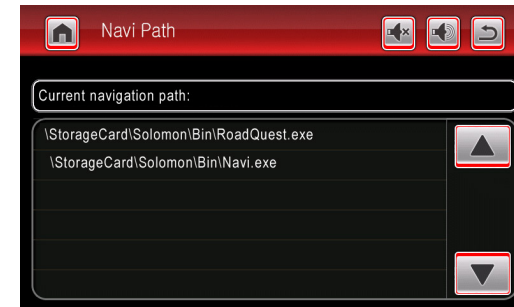 Navi Path
Current navigation path:
\StorageCard\Solomon\Bin\RoadQuest.exe
\StorageCard\Solomon\Bin\Navi.exe